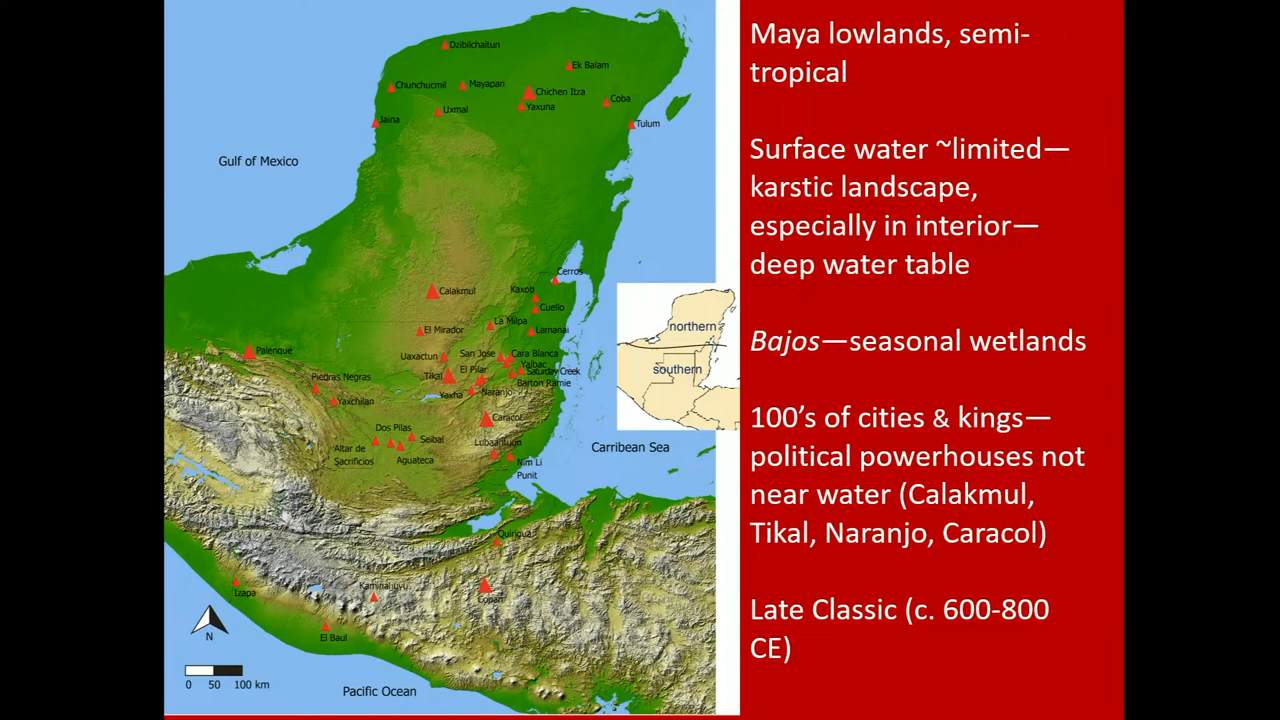 Dzibilchaltun
Ek Balam
Chunchucmil
Mayapan
Chichen Itza
Coba
Yaxuna
Uxmal
Jaina
Tulum
Gulf of Mexico
Cerros
Calakmul
Kaxob
Cuello
La Milpa
El Mirador
Lamanai
Palenque
Uaxactun
San Jose
Cara Blanca
Yalbac
El Pilar
Saturday Creek
Tikal
Barton Ramie
Piedras Negras
Yaxha
Naranjo
Yaxchilan
Caracol
Dos Pilas
Seibal
Lubaantuun
Carribean Sea
Altar de
Sacrificios
Aguateca
Nim Li
Punit
Quirigua
Izapa
Kaminaljuyu
Copan
El Baul
N
0 50 100 km
Pacific Ocean
northern
southern
Maya lowlands, semi-
tropical
Surface water ~limited—
karstic landscape,
especially in interior—
deep water table
Bajos—seasonal wetlands
100's of cities & kings—
political powerhouses not
near water (Calakmul,
Tikal, Naranjo, Caracol)
Late Classic (c. 600-800
CE)